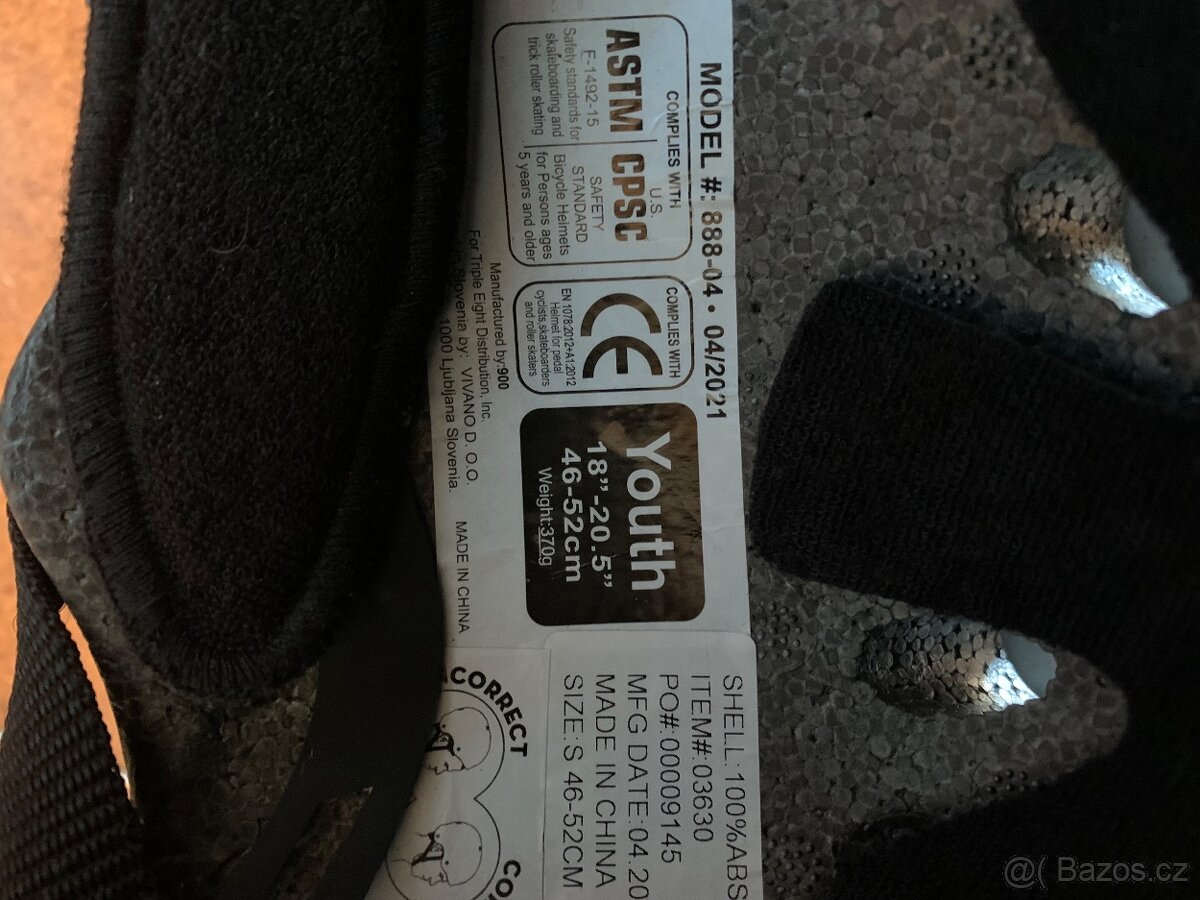 MODEL #: 888-04 • 04/2021
COMPLIES WITH
ASTM
F-1492-15
Safety standards for
skateboarding and
trick roller skating
U.S.
CPSC
SAFETY
STANDARD
Bicycle Helmets
for Persons ages
5 years and older
COMPLIES WITH
CE
EN 1078:2012+A1:2012
Helmet for pedal
cyclists,skateboarders
and roller skaters
Youth
18”-20.5”
46-52cm
Weight:370g
Manufactured by:900
For Triple Eight Distribution, Inc.
Slovenia by: VIVANO D. O.O.
1000 Ljubljana Slovenia.
MADE IN CHINA
SHELL:100%ABS
ITEM#:03630
PO#:00009145
MFG DATE:04.20
MADE IN CHINA
SIZE:S 46-52CM
CORRECT
CO
@( Bazos.cz